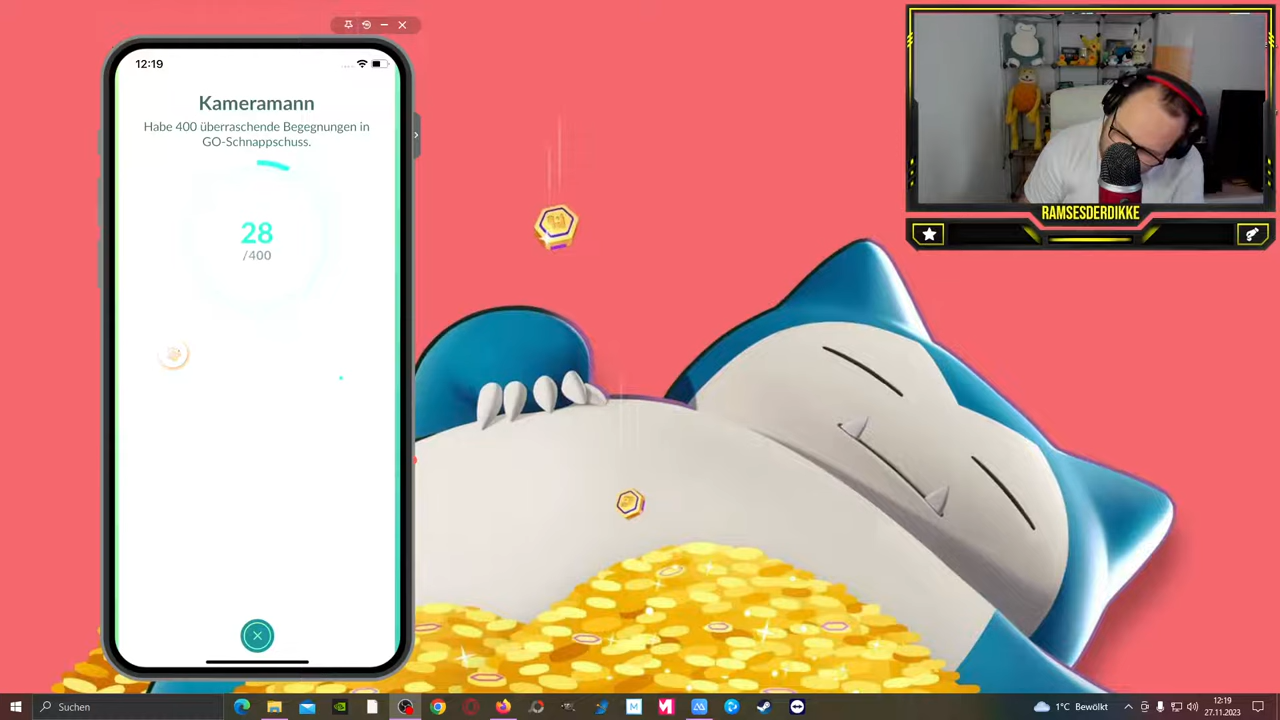 12:19
Kameramann
Habe 400 überraschende Begegnungen in
GO-Schnappschuss.
28
/400
RAMSESDERDIKKE
Suchen
1°C Bewölkt
12:19
27.11.2023